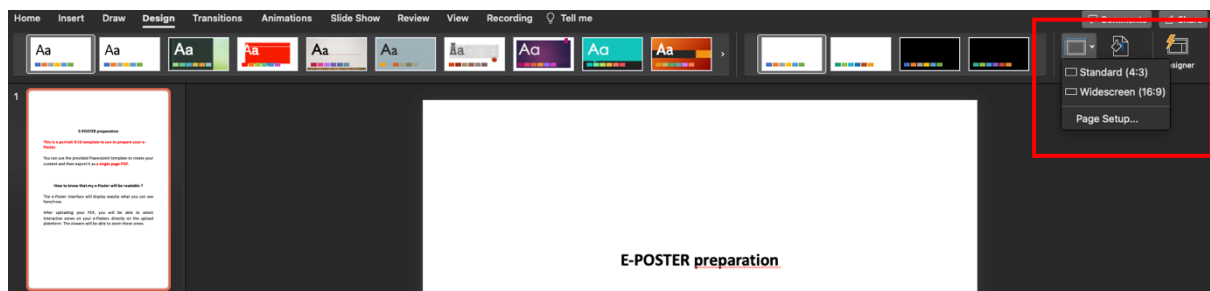 Home Insert Draw Design Transitions Animations Slide Show Review View Recording Tell me Comments Share
Aa Aa Aa Aa Aa Aa Aa Aa Aa Aa
Standard (4:3)
Widescreen (16:9)
Page Setup...
1
E-POSTER preparation
This is a portrait 9:16 template to use to prepare your e-
Poster.
You can use the provided Powerpoint template to create your
content and then export it as a single page PDF.
How to know that my e-Poster will be readable ?
The e-Poster interface will display exactly what you can see
here/now
After uploading your PDF, you will be able to select
interactive zones on your e-Posters directly on the upload
plateform. The viewers will be able to zoom these zones.
E-POSTER preparation